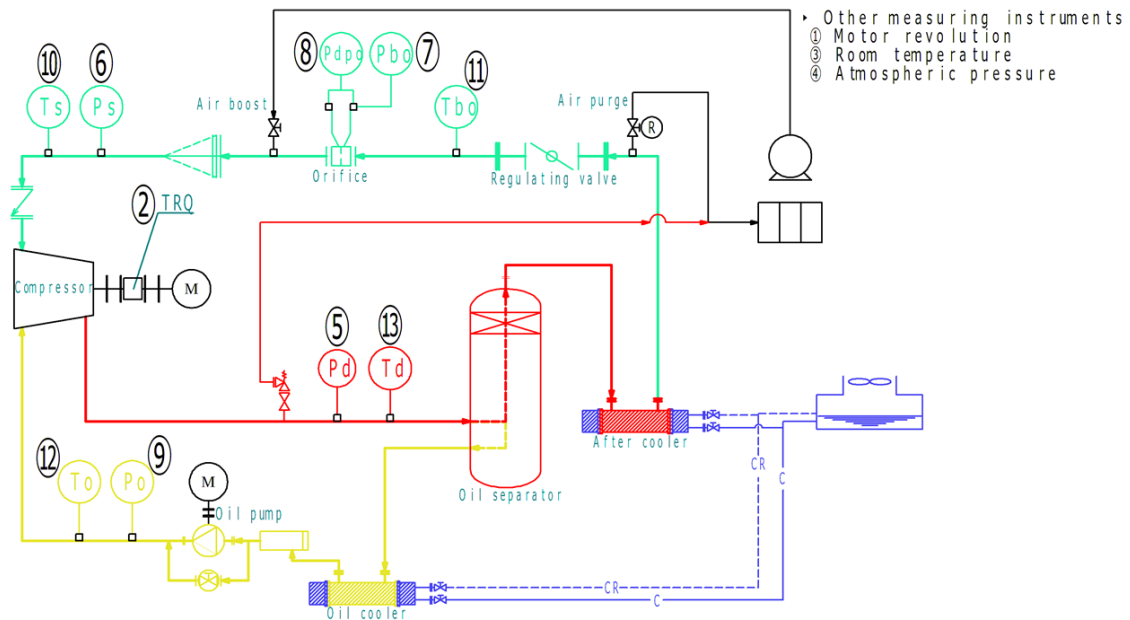 ‣ Other measuring instruments
① Motor revolution
③ Room temperature
④ Atmospheric pressure
⑧ ⑦
Pdpo Pbo
⑩ ⑥ ⑪
Ts Ps Tbo
Air boost
Air purge
R
Orifice
Regulating valve
② TRQ
Compressor
M
⑤ ⑬
Pd Td
After cooler
⑫ ⑨
To Po
M
CR
C
Oil separator
Oil pump
CR
C
Oil cooler